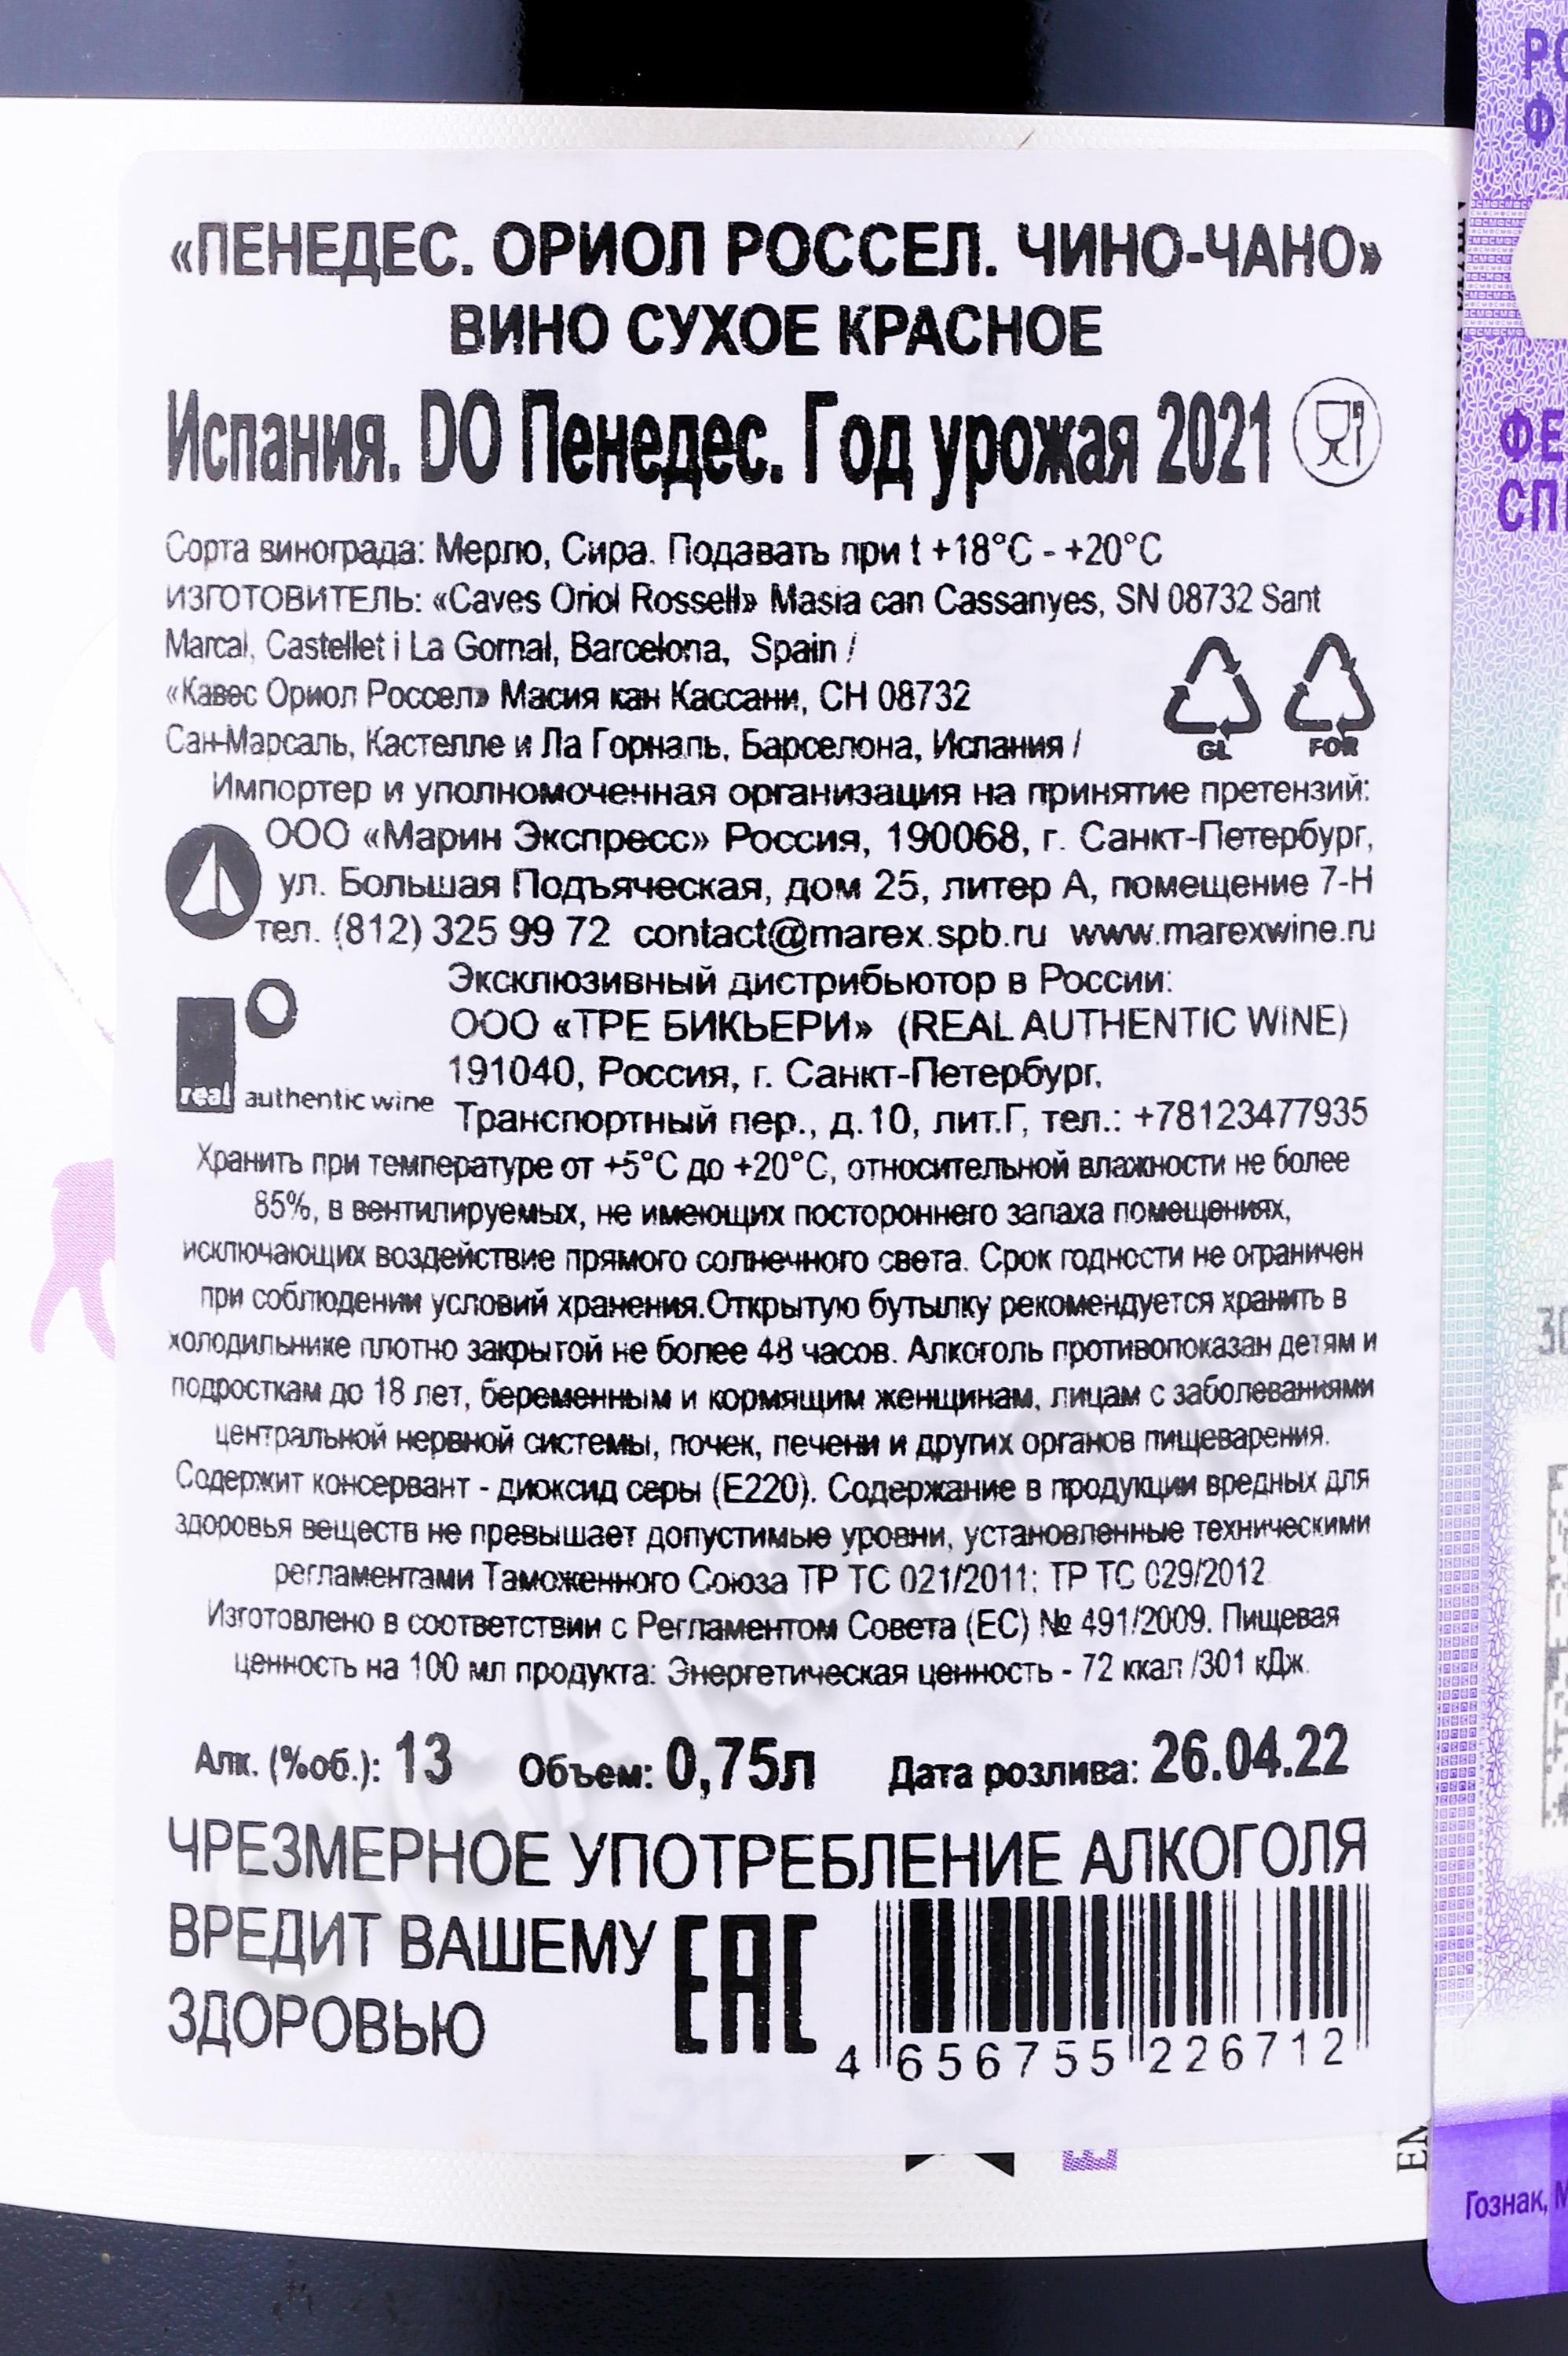 «ПЕНЕДЕС. ОРИОЛ РОССЕЛ. ЧИНО-ЧАНО»
ВИНО СУХОЕ КРАСНОЕ
Испания. DO Пенедес. Год урожая 2021
Сорта винограда: Мерло, Сира. Подавать при t +18°C - +20°C
ИЗГОТОВИТЕЛЬ: «Caves Oriol Rossell» Masia can Cassanyes, SN 08732 Sant
Marcal, Castellet i La Gornal, Barcelona, Spain /
«Кавес Ориол Россел» Масия кан Кассани, СН 08732
Сан-Марсаль, Кастелле и Ла Горналь, Барселона, Испания /
GL FOR
Импортер и уполномоченная организация на принятие претензий:
ООО «Марин Экспресс» Россия, 190068, г. Санкт-Петербург,
ул. Большая Подъяческая, дом 25, литер А, помещение 7-Н
тел. (812) 325 99 72 contact@marex.spb.ru www.marexwine.ru
Эксклюзивный дистрибьютор в России:
ООО «ТРЕ БИКЬЕРИ» (REAL AUTHENTIC WINE)
191040, Россия, г. Санкт-Петербург,
real authentic wine
Транспортный пер., д.10, лит.Г, тел.: +78123477935
Хранить при температуре от +5°C до +20°C, относительной влажности не более
85%, в вентилируемых, не имеющих постороннего запаха помещениях,
исключающих воздействие прямого солнечного света. Срок годности не ограничен
при соблюдении условий хранения.Открытую бутылку рекомендуется хранить в
холодильнике плотно закрытой не более 48 часов. Алкоголь противопоказан детям и
подросткам до 18 лет, беременным и кормящим женщинам, лицам с заболеваниями
центральной нервной системы, почек, печени и других органов пищеварения.
Содержит консервант - диоксид серы (Е220). Содержание в продукции вредных для
здоровья веществ не превышает допустимые уровни, установленные техническими
регламентами Таможенного Союза ТР ТС 021/2011; ТР ТС 029/2012
Изготовлено в соответствии с Регламентом Совета (ЕС) № 491/2009. Пищевая
ценность на 100 мл продукта: Энергетическая ценность - 72 ккал /301 кДж.
Алк. (%об.): 13 Объем: 0,75л Дата розлива: 26.04.22
ЧРЕЗМЕРНОЕ УПОТРЕБЛЕНИЕ АЛКОГОЛЯ
ВРЕДИТ ВАШЕМУ
ЗДОРОВЬЮ
EAC
4 656755 226712
Гознак,